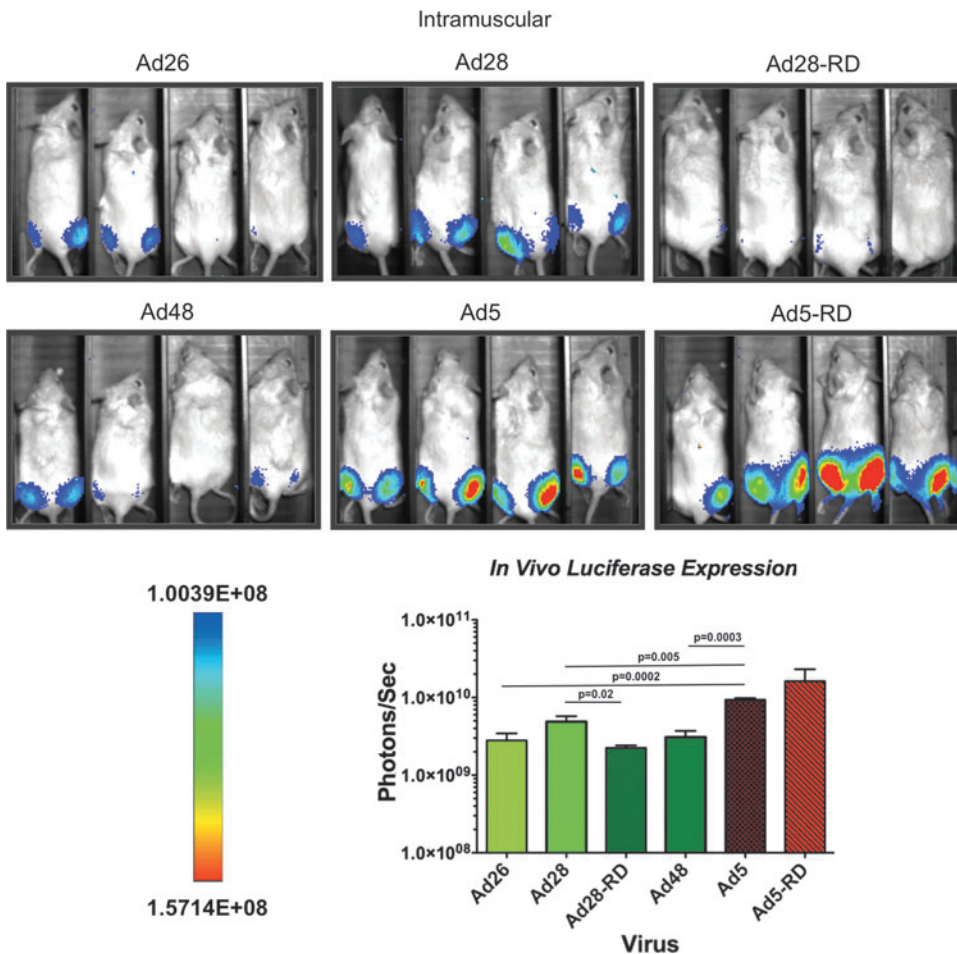 Intramuscular
Ad26
Ad28
Ad28-RD
Ad48
Ad5
Ad5-RD
1.0039E+08
1.5714E+08
In Vivo Luciferase Expression
Photons/Sec
1.0×10¹¹
1.0×10¹⁰
1.0×10⁰⁹
1.0×10⁰⁸
p=0.0003
p=0.005
p=0.0002
p=0.02
Ad26
Ad28
Ad28-RD
Ad48
Ad5
Ad5-RD
Virus